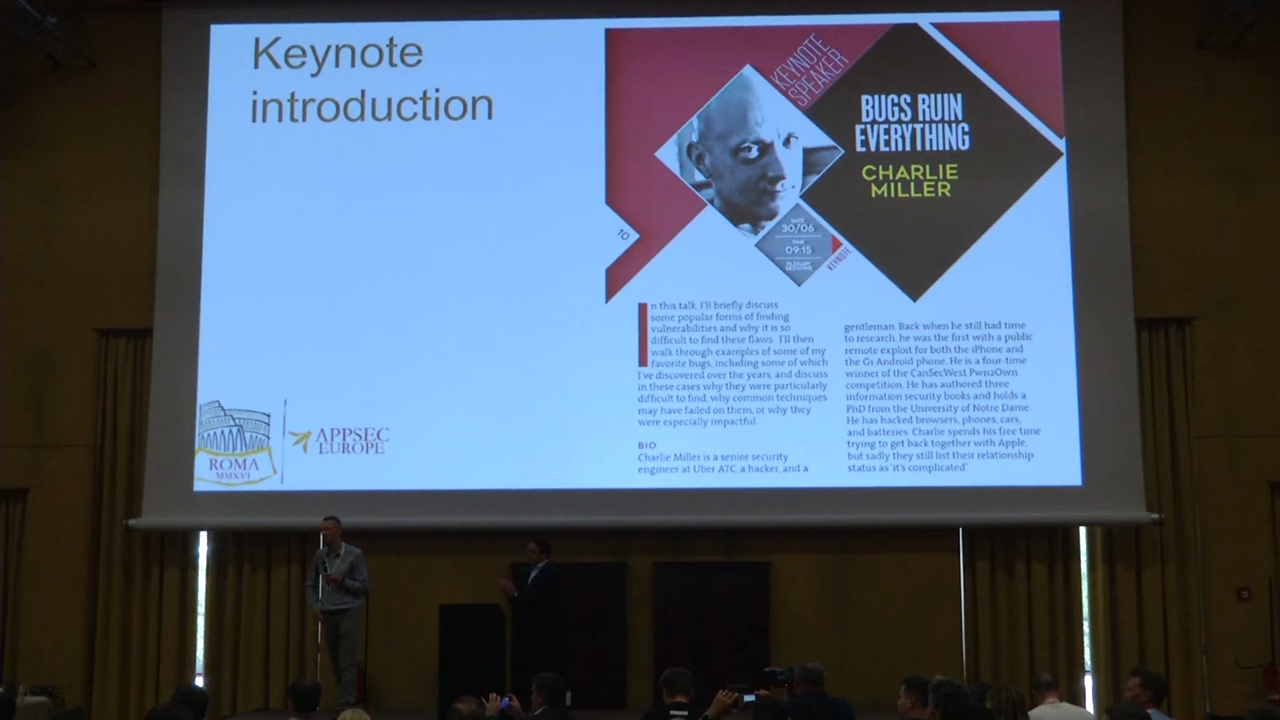 Keynote
introduction
KEYNOTE
SPEAKER
BUGS RUIN
EVERYTHING
CHARLIE
MILLER
DATE
30/06
TIME
09:15
PLENARY
SESSIONS
KEYNOTE
10
In this talk, I'll briefly discuss
some popular forms of finding
vulnerabilities and why it is so
difficult to find these flaws. I'll then
walk through examples of some of my
favorite bugs, including some of which
I've discovered over the years, and discuss
in these cases why they were particularly
difficult to find, why common techniques
may have failed on them, or why they
were especially impactful
BIO
Charlie Miller is a senior security
engineer at Uber ATC, a hacker, and a
gentleman. Back when he still had time
to research, he was the first with a public
remote exploit for both the iPhone and
the G1 Android phone. He is a four-time
winner of the CanSecWest Pwn2Own
competition. He has authored three
information security books and holds a
PhD from the University of Notre Dame.
He has hacked browsers, phones, cars,
and batteries. Charlie spends his free time
trying to get back together with Apple,
but sadly they still list their relationship
status as "it's complicated"
ROMA
MMXVI
APPSEC
EUROPE